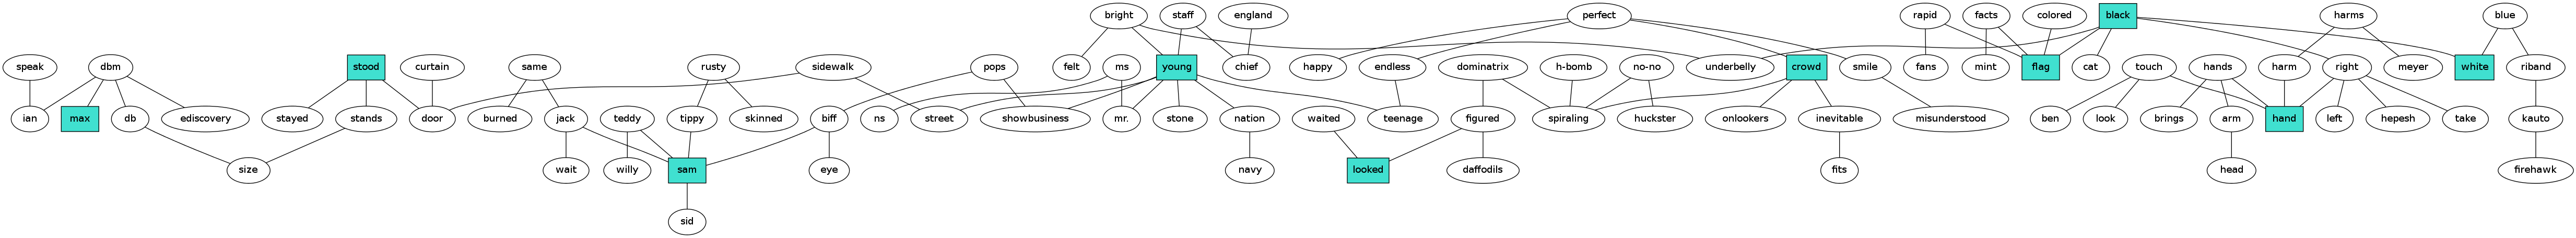 bright staff england perfect rapid facts colored black harms blue
speak dbm stood curtain same rusty sidewalk pops felt ms young chief happy endless dominatrix h-bomb no-no underbelly crowd smile fans mint flag cat touch hands harm right meyer white riband
ian max db ediscovery stayed stands door burned jack teddy tippy skinned biff ns street showbusiness mr. stone nation waited teenage figured spiraling huckster onlookers inevitable misunderstood ben look brings arm hand left hepesh take kauto
size wait willy sam eye navy looked daffodils fits head firehawk
sid